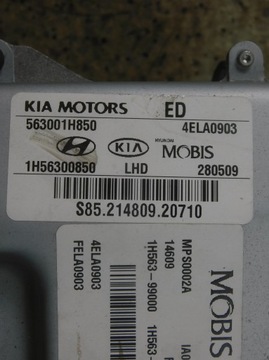 KIA MOTORS ED
563001H850 4ELA0903
KIA HYUNDAI MOBIS
1H56300850 LHD 280509
S85.214809.20710
MPS0002A
14609
1H563-99000
1H563
4ELA0903
FELA0903
MOBIS